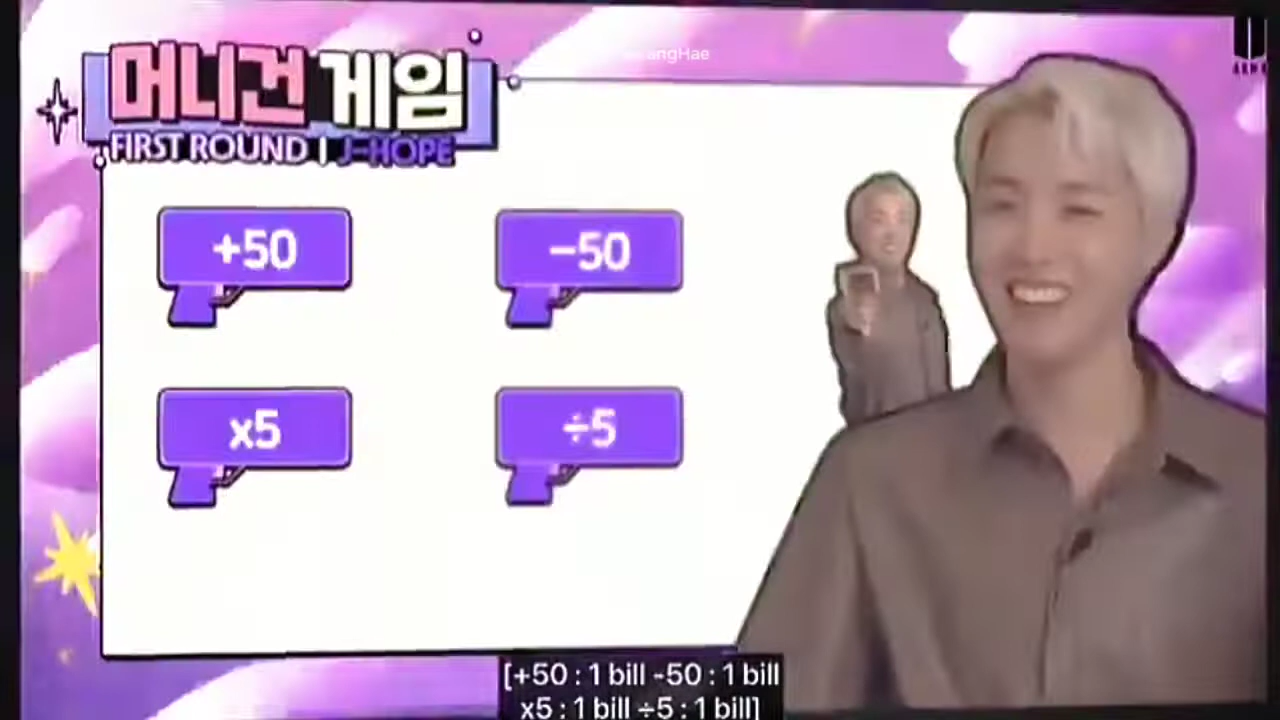 머니건 게임
FIRST ROUND | J-HOPE
+50
−50
x5
÷5
[+50 : 1 bill -50 : 1 bill
x5 : 1 bill ÷5 : 1 bill]